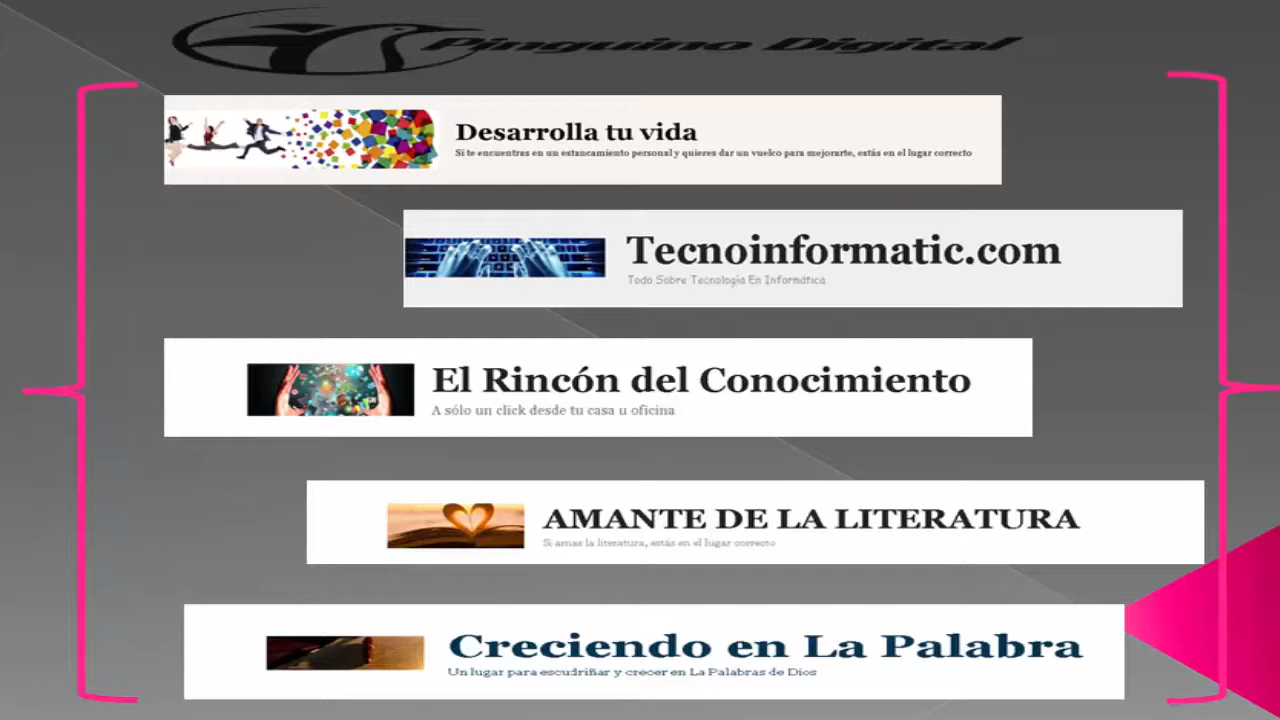 Pinguino Digital
Desarrolla tu vida
Si te encuentras en un estancamiento personal y quieres dar un vuelco para mejorarte, estás en el lugar correcto
Tecnoinformatic.com
Todo Sobre Tecnología En Informática
El Rincón del Conocimiento
A sólo un click desde tu casa u oficina
AMANTE DE LA LITERATURA
Si amas la literatura, estás en el lugar correcto
Creciendo en La Palabra
Un lugar para escudriñar y crecer en La Palabras de Dios